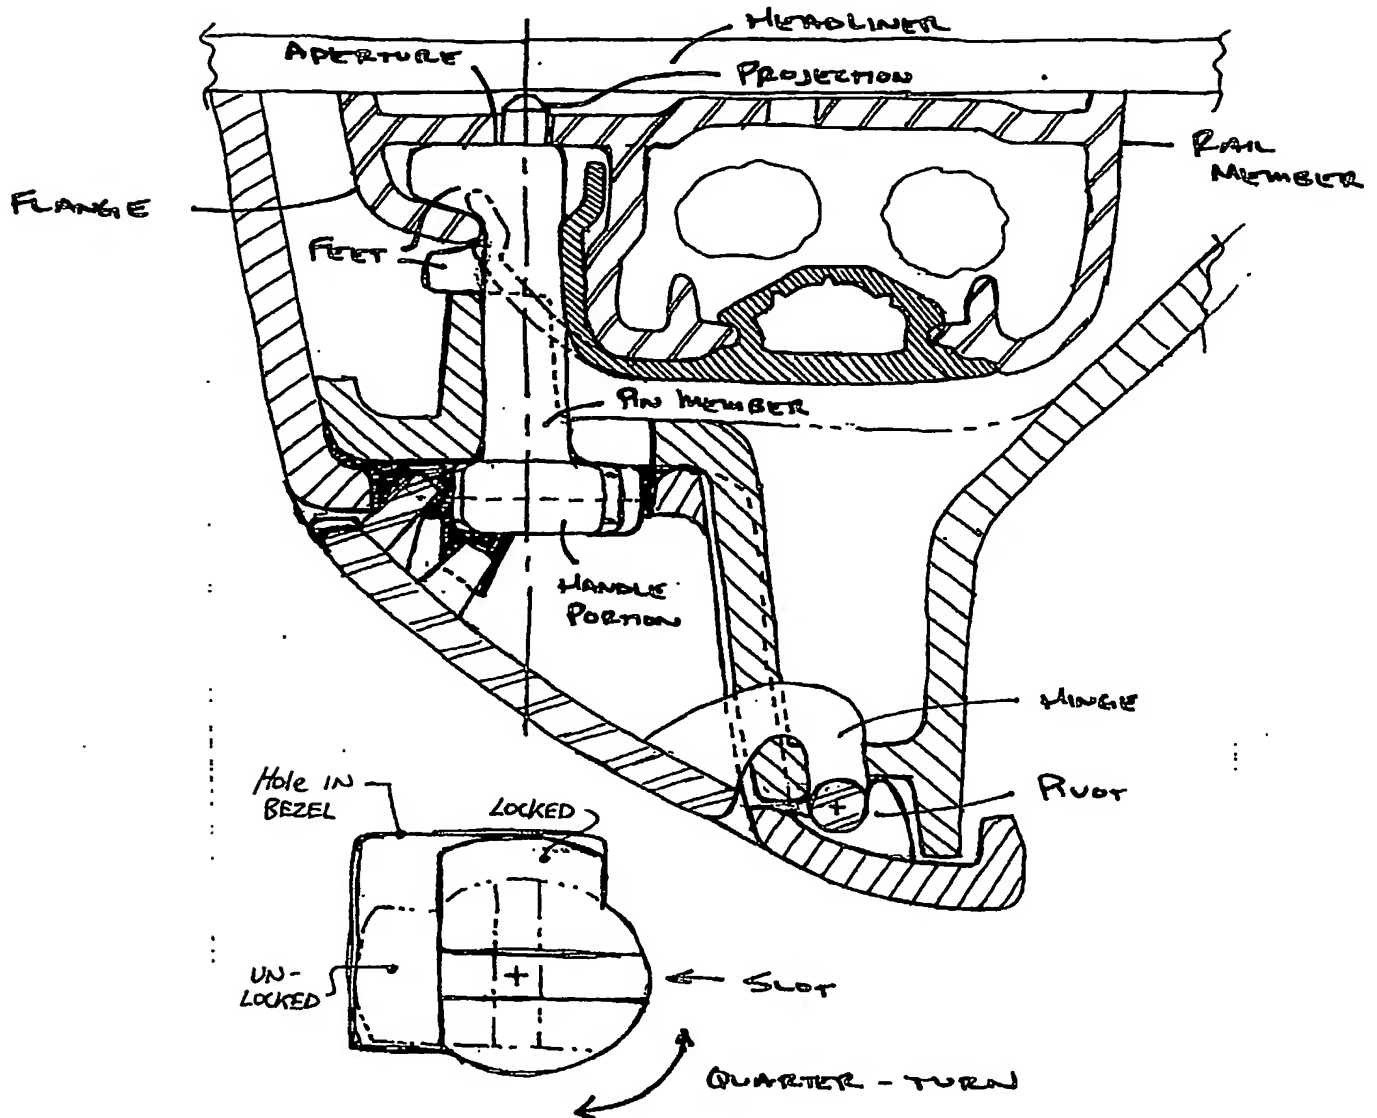 HEADLINER
APERTURE
PROJECTION
RAIL
MEMBER
FLANGE
FEET
PIN MEMBER
HANDLE
PORTION
HINGE
PIVOT
Hole IN
BEZEL
LOCKED
UN-
LOCKED
SLOT
QUARTER - TURN